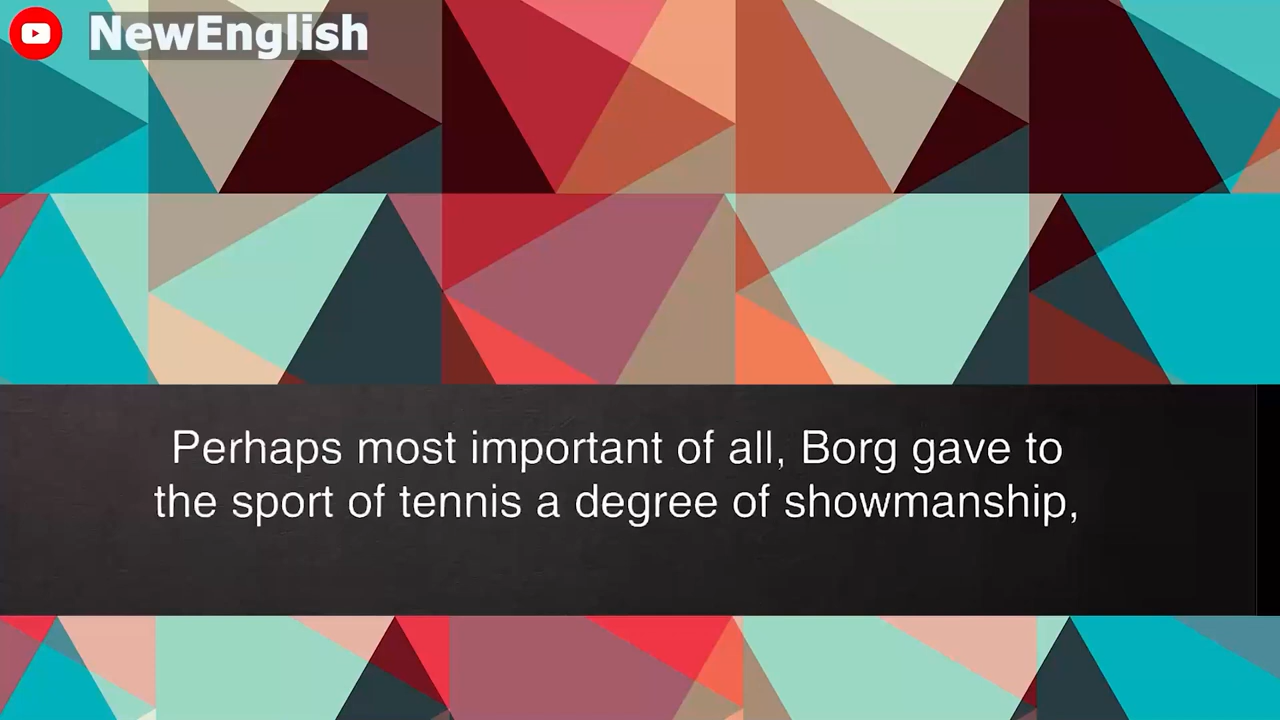 NewEnglish
Perhaps most important of all, Borg gave to
the sport of tennis a degree of showmanship,